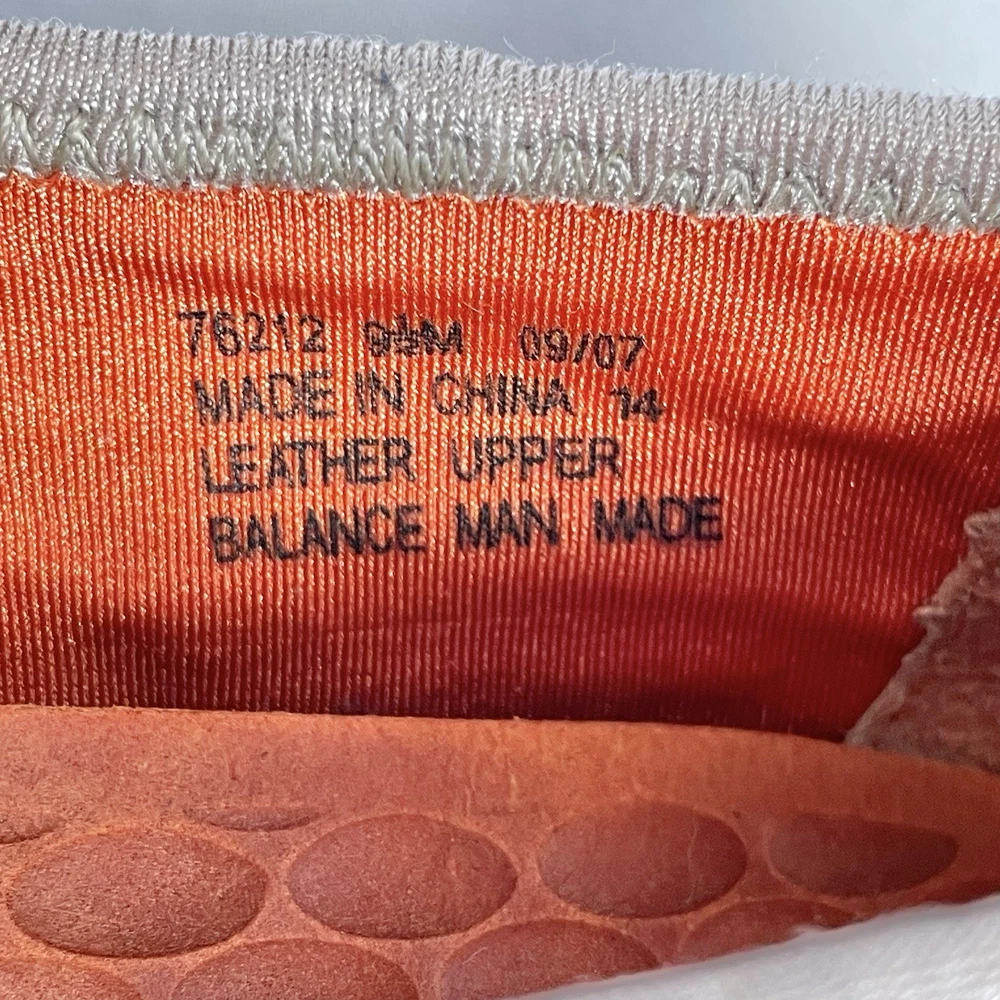 76212 9½M 09/07
MADE IN CHINA 14
LEATHER UPPER
BALANCE MAN MADE